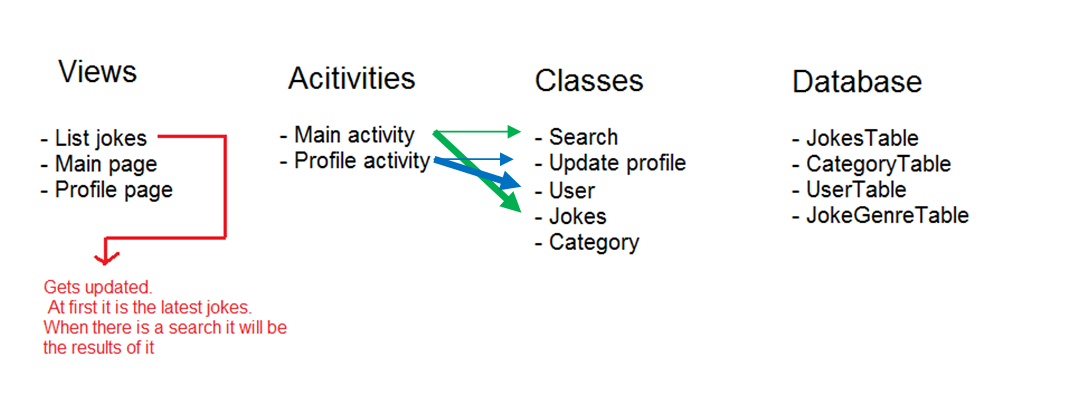 Views
- List jokes
- Main page
- Profile page
Gets updated.
At first it is the latest jokes.
When there is a search it will be
the results of it
Acitivities
- Main activity
- Profile activity
Classes
- Search
- Update profile
- User
- Jokes
- Category
Database
- JokesTable
- CategoryTable
- UserTable
- JokeGenreTable